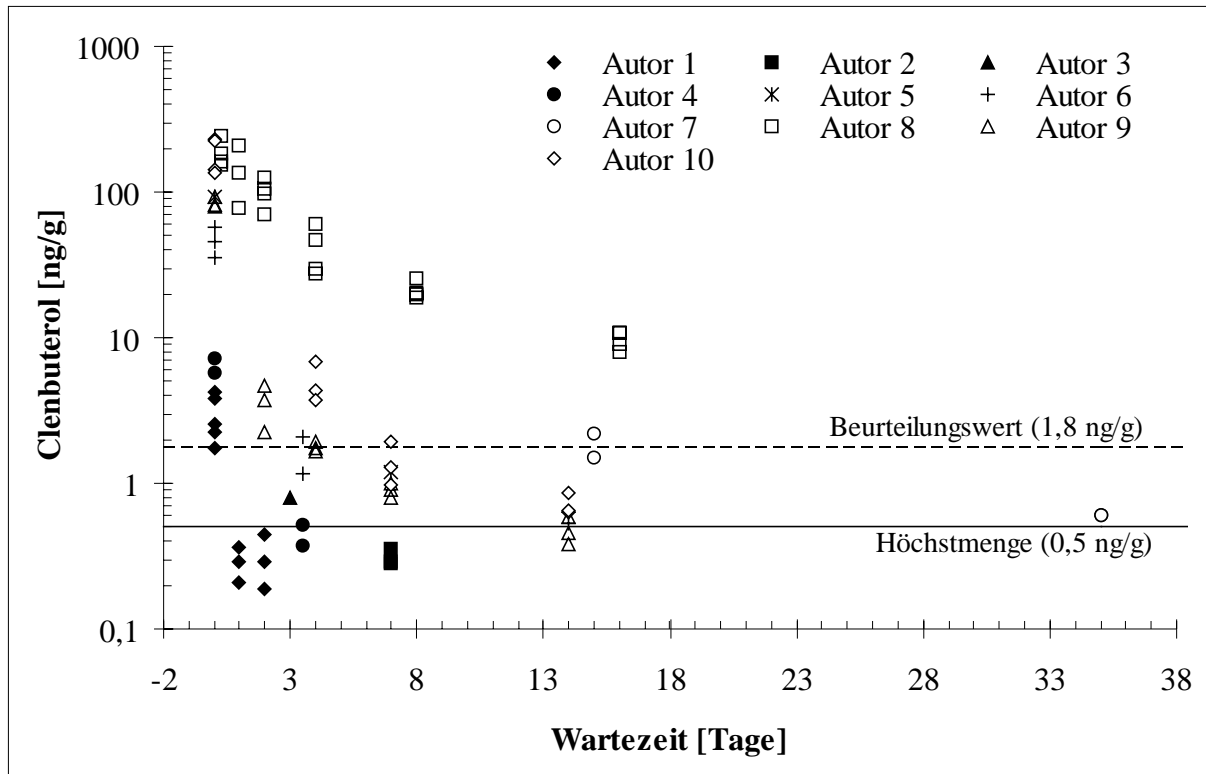 Clenbuterol [ng/g]
1000
100
10
1
0,1
Autor 1 Autor 2 Autor 3
Autor 4 Autor 5 Autor 6
Autor 7 Autor 8 Autor 9
Autor 10
Beurteilungswert (1,8 ng/g)
Höchstmenge (0,5 ng/g)
-2 3 8 13 18 23 28 33 38
Wartezeit [Tage]